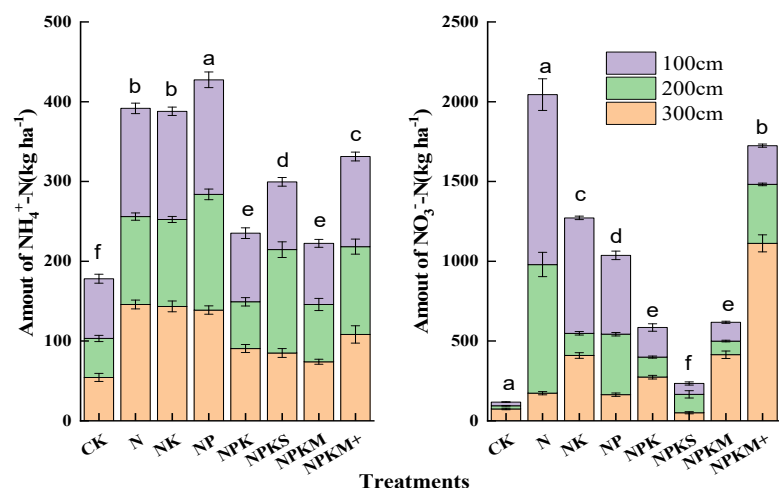 Amout of NH₄⁺-N(kg ha⁻¹)
500
400
300
200
100
0
f
b
b
a
e
d
e
c
CK
N
NK
NP
NPK
NPKS
NPKM
NPKM+
Amout of NO₃⁻-N(kg ha⁻¹)
2500
2000
1500
1000
500
0
100cm
200cm
300cm
a
a
c
d
e
f
e
b
CK
N
NK
NP
NPK
NPKS
NPKM
NPKM+
Treatments